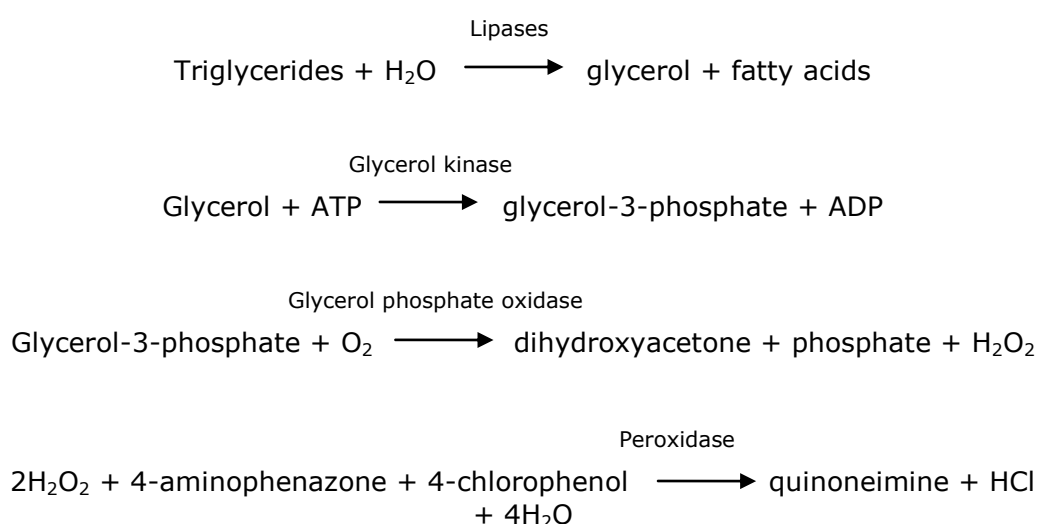 Lipases
Triglycerides + H₂O ⟶ glycerol + fatty acids
Glycerol kinase
Glycerol + ATP ⟶ glycerol-3-phosphate + ADP
Glycerol phosphate oxidase
Glycerol-3-phosphate + O₂ ⟶ dihydroxyacetone + phosphate + H₂O₂
Peroxidase
2H₂O₂ + 4-aminophenazone + 4-chlorophenol ⟶ quinoneimine + HCl
+ 4H₂O